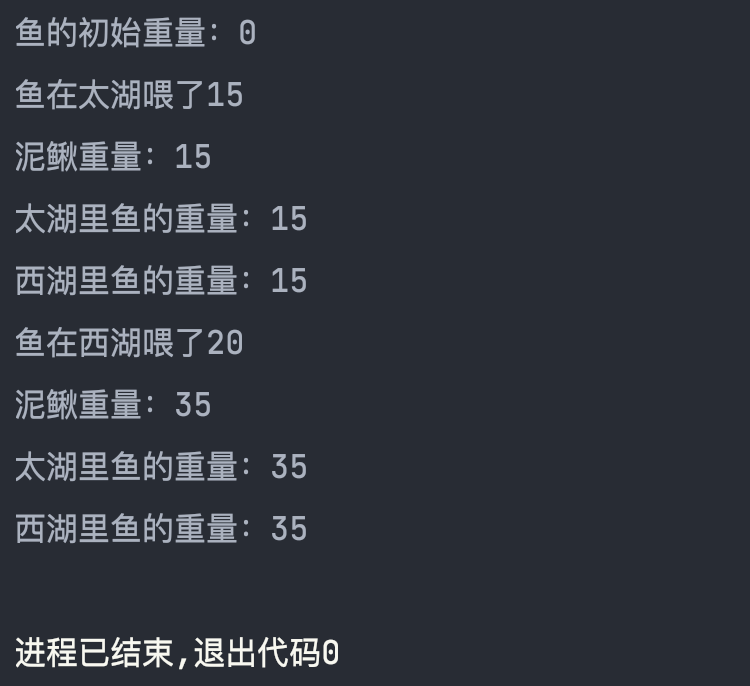 鱼的初始重量: 0
鱼在太湖喂了15
泥鳅重量: 15
太湖里鱼的重量: 15
西湖里鱼的重量: 15
鱼在西湖喂了20
泥鳅重量: 35
太湖里鱼的重量: 35
西湖里鱼的重量: 35
进程已结束,退出代码0